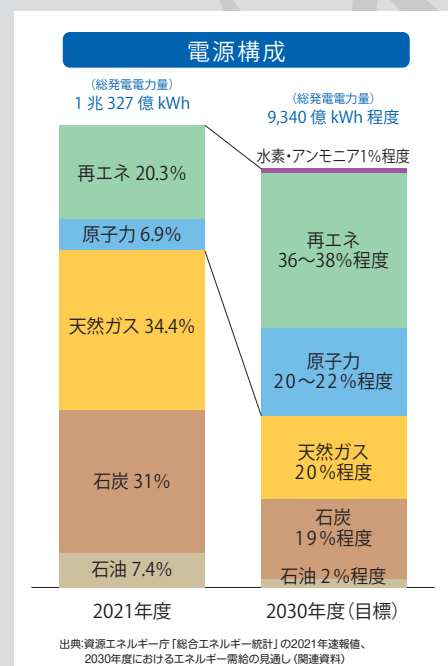 電源構成
(総発電電力量)
1兆327億kWh
(総発電電力量)
9,340億kWh程度
水素・アンモニア1%程度
再エネ 20.3%
原子力 6.9%
天然ガス 34.4%
石炭 31%
石油 7.4%
再エネ
36〜38%程度
原子力
20〜22%程度
天然ガス
20%程度
石炭
19%程度
石油 2%程度
2021年度
2030年度(目標)
出典:資源エネルギー庁「総合エネルギー統計」の2021年速報値、
2030年度におけるエネルギー需給の見通し(関連資料)